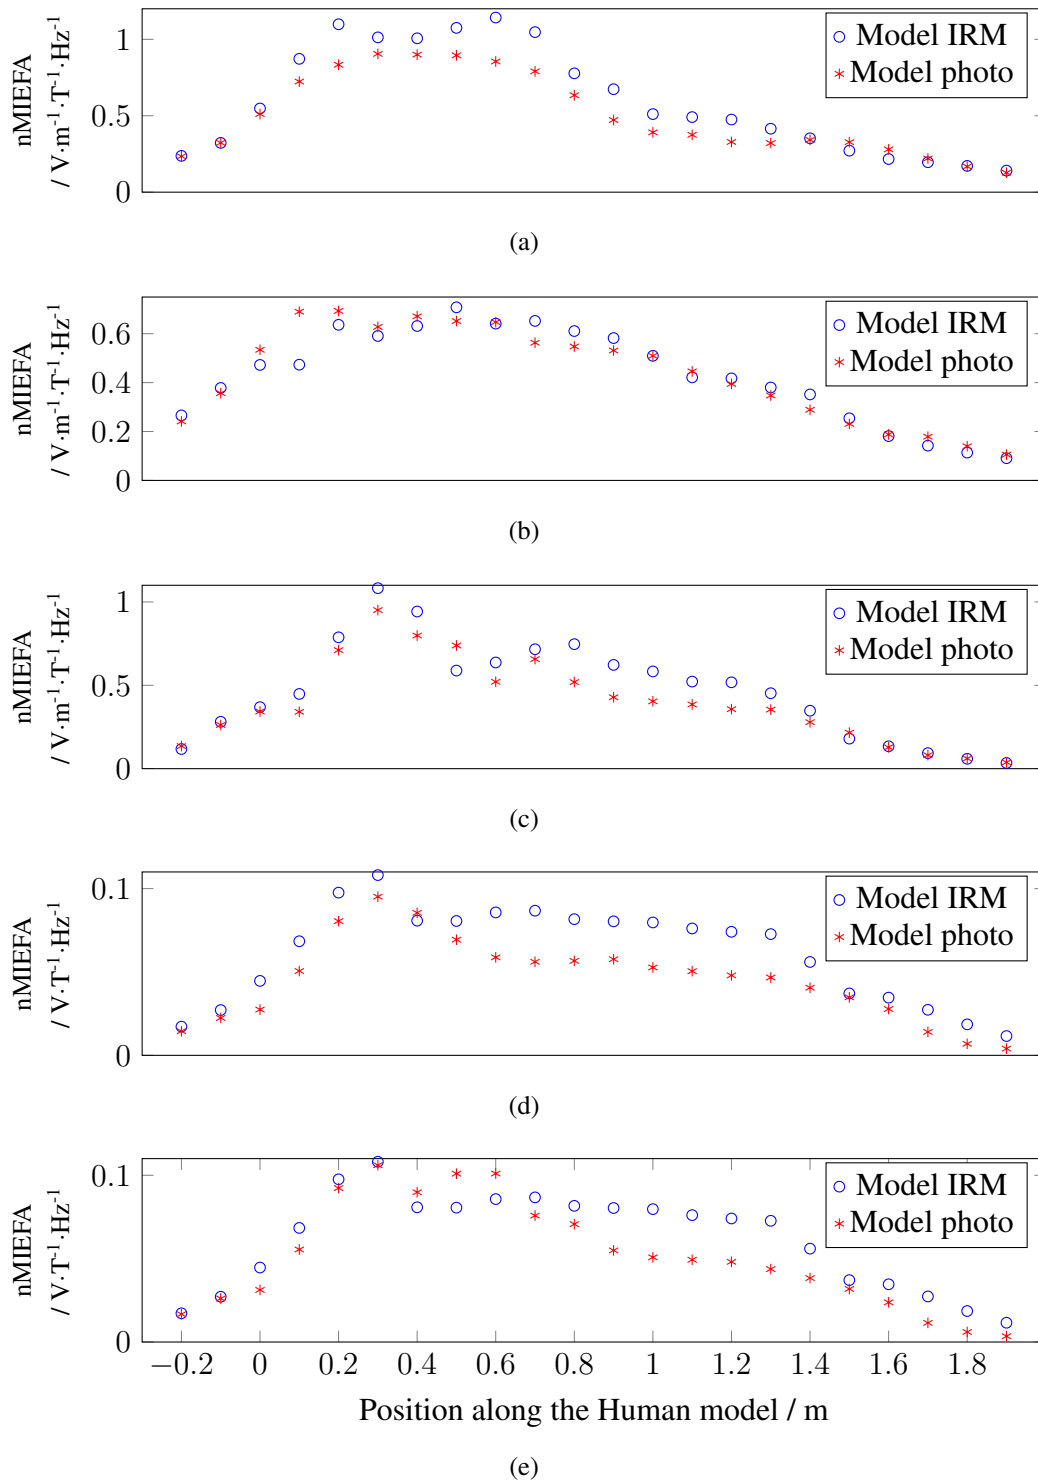 nMIEFA
/ V·m⁻¹·T⁻¹·Hz⁻¹
1
0.5
0
Model IRM
Model photo
(a)
nMIEFA
/ V·m⁻¹·T⁻¹·Hz⁻¹
0.6
0.4
0.2
0
Model IRM
Model photo
(b)
nMIEFA
/ V·m⁻¹·T⁻¹·Hz⁻¹
1
0.5
0
Model IRM
Model photo
(c)
nMIEFA
/ V·T⁻¹·Hz⁻¹
0.1
0
Model IRM
Model photo
(d)
nMIEFA
/ V·T⁻¹·Hz⁻¹
0.1
0
Model IRM
Model photo
−0.2 0 0.2 0.4 0.6 0.8 1 1.2 1.4 1.6 1.8
Position along the Human model / m
(e)